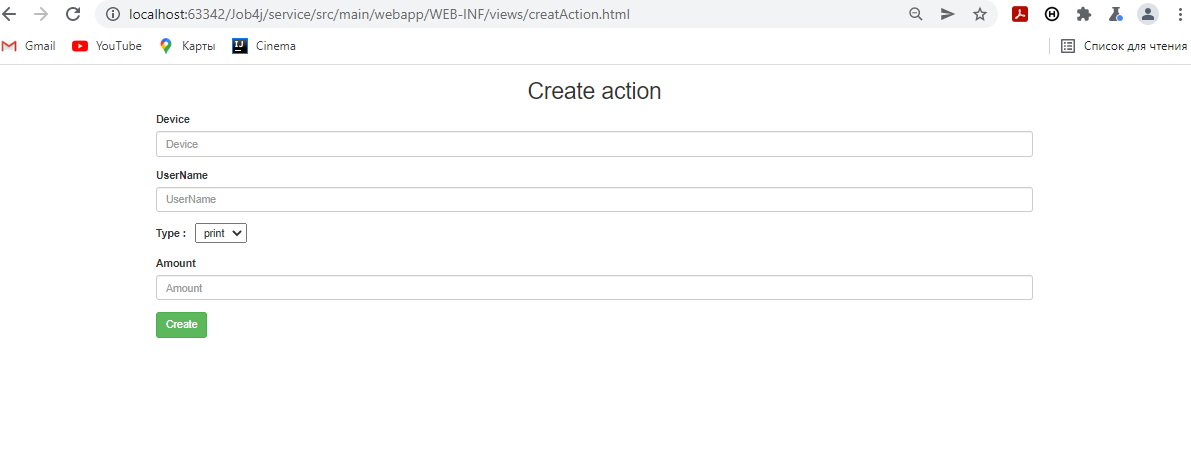 localhost:63342/Job4j/service/src/main/webapp/WEB-INF/views/creatAction.html
Gmail YouTube Карты Cinema Список для чтения
Create action
Device
Device
UserName
UserName
Type : print
Amount
Amount
Create